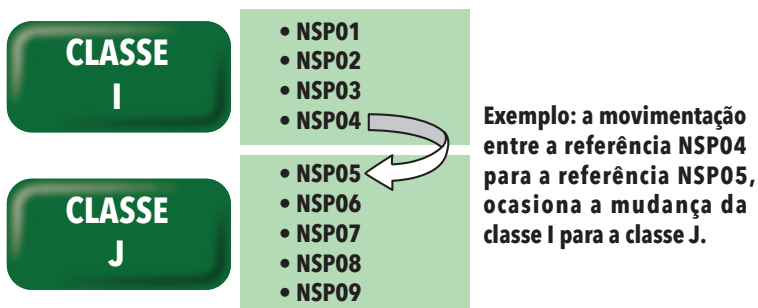 CLASSE
I
• NSP01
• NSP02
• NSP03
• NSP04
Exemplo: a movimentação
entre a referência NSP04
para a referência NSP05,
ocasiona a mudança da
classe I para a classe J.
CLASSE
J
• NSP05
• NSP06
• NSP07
• NSP08
• NSP09